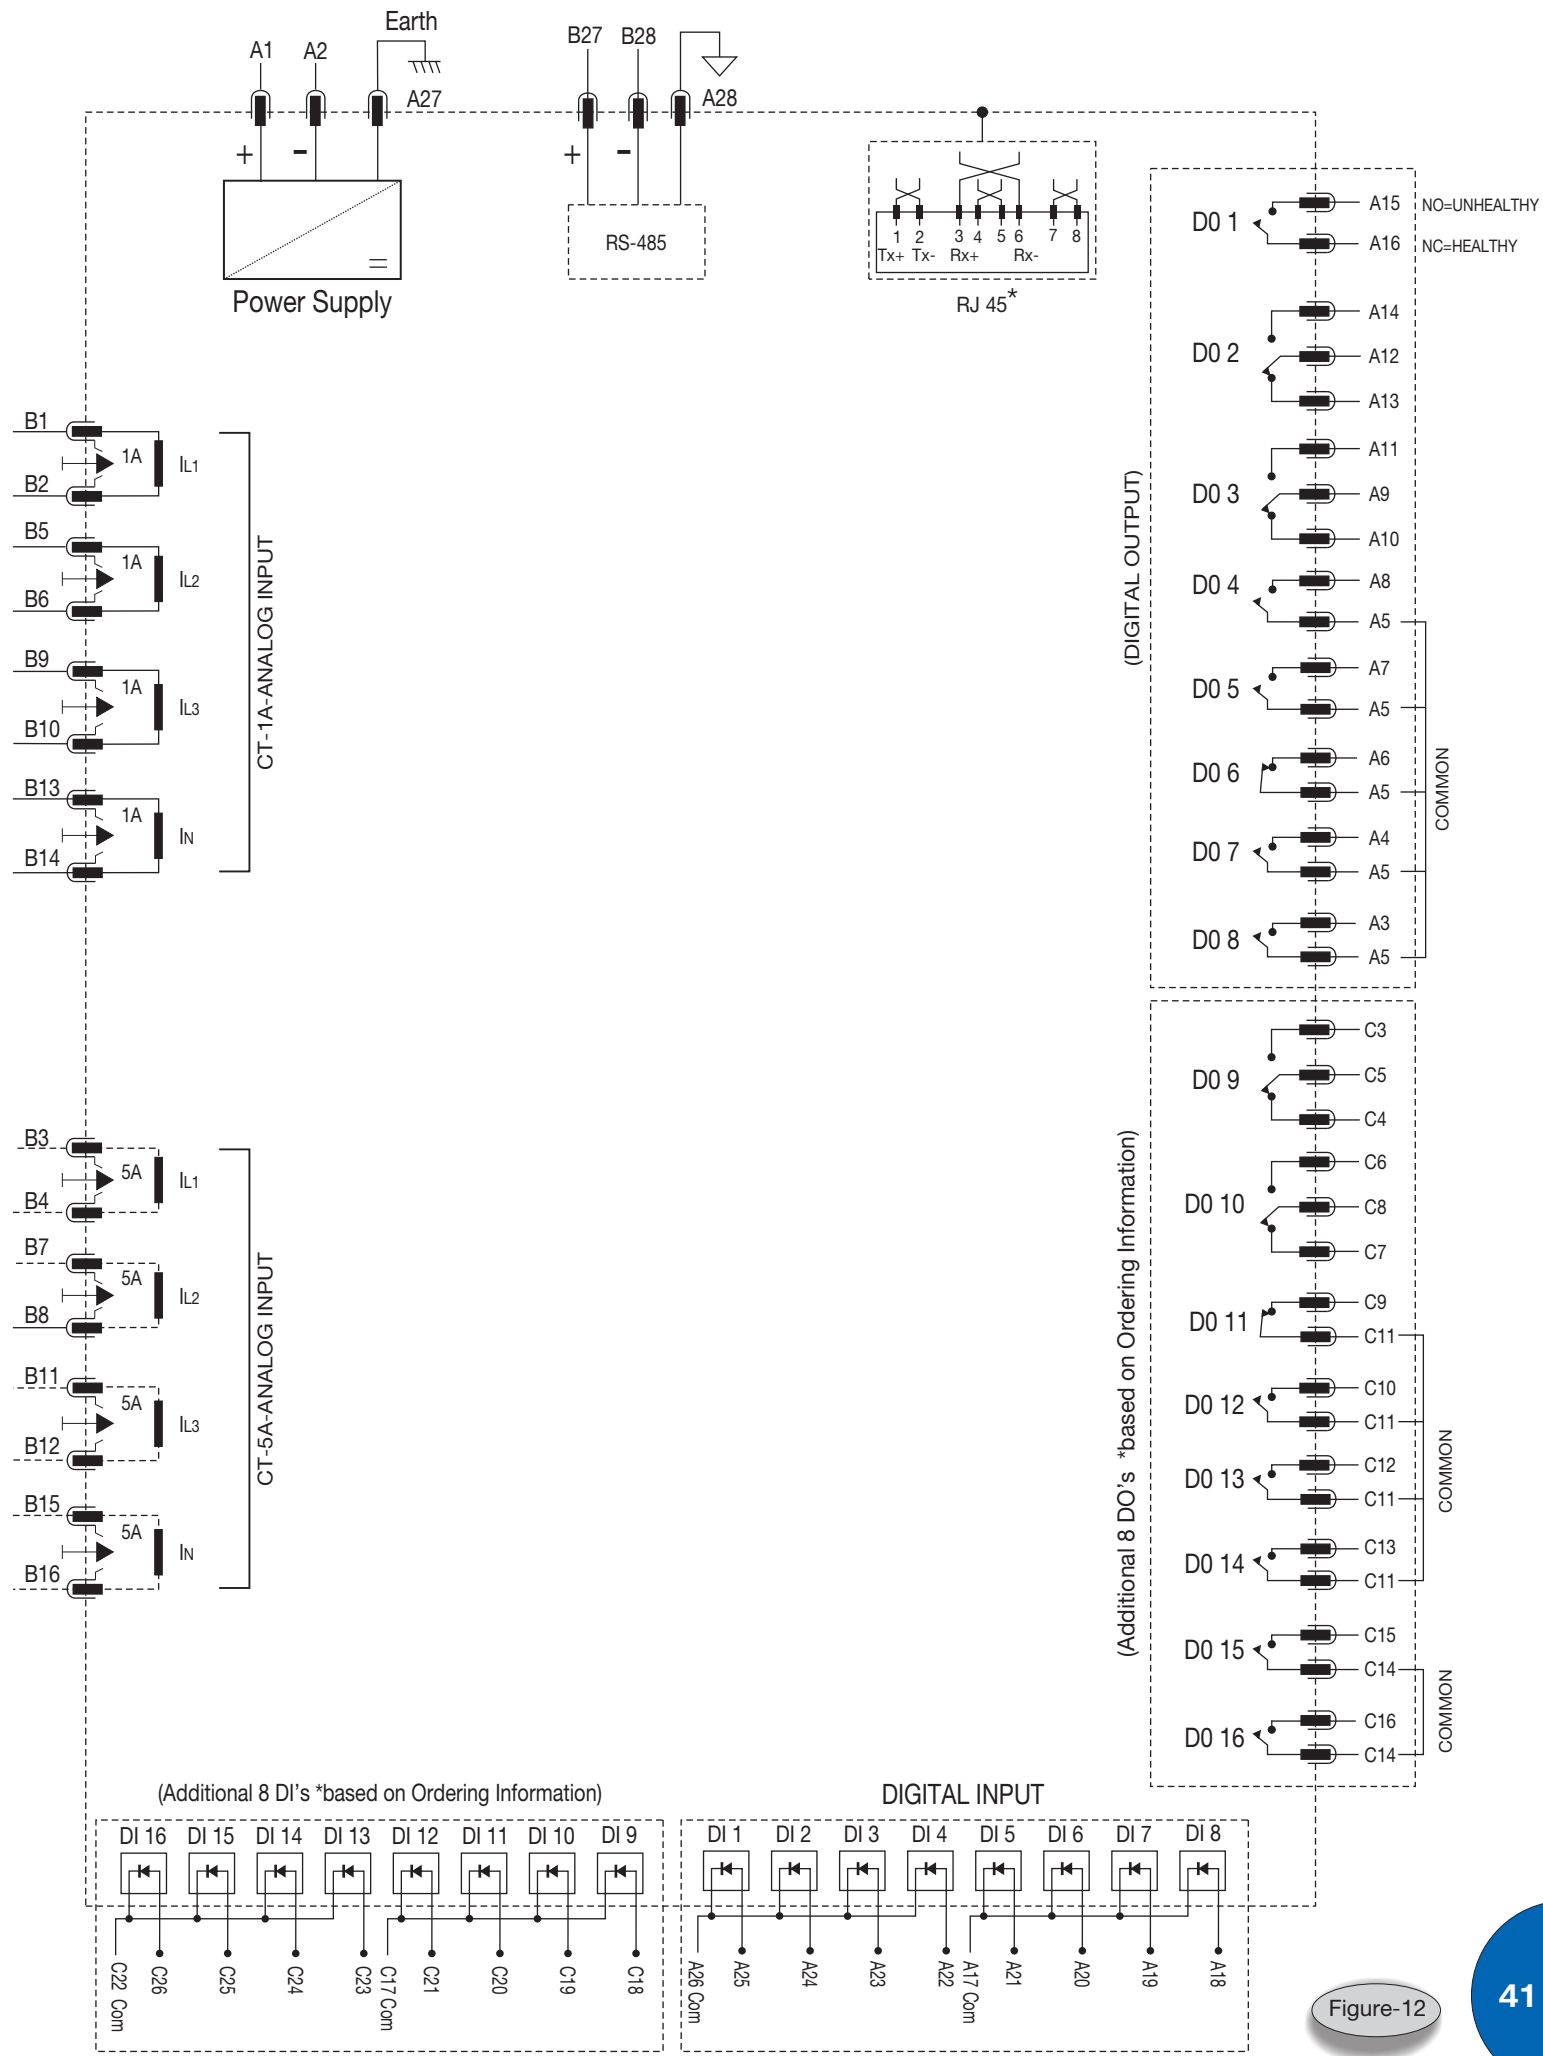 Earth
A1 A2 A27
+ -
Power Supply
B27 B28 A28
+ -
RS-485
1 2 3 4 5 6 7 8
Tx+ Tx- Rx+ Rx-
RJ 45*
B1
1A IL1
B2
B5
1A IL2
B6
B9
1A IL3
B10
B13
1A IN
B14
CT-1A-ANALOG INPUT
B3
5A IL1
B4
B7
5A IL2
B8
B11
5A IL3
B12
B15
5A IN
B16
CT-5A-ANALOG INPUT
(DIGITAL OUTPUT)
D0 1
A15 NO=UNHEALTHY
A16 NC=HEALTHY
D0 2
A14
A12
A13
D0 3
A11
A9
A10
D0 4
A8
A5
D0 5
A7
A5
D0 6
A6
A5
D0 7
A4
A5
D0 8
A3
A5
COMMON
(Additional 8 DO's *based on Ordering Information)
D0 9
C3
C5
C4
D0 10
C6
C8
C7
D0 11
C9
C11
D0 12
C10
C11
D0 13
C12
C11
D0 14
C13
C11
COMMON
D0 15
C15
C14
D0 16
C16
C14
COMMON
(Additional 8 DI's *based on Ordering Information)
DI 16 DI 15 DI 14 DI 13 DI 12 DI 11 DI 10 DI 9
C22 Com C26 C25 C24 C23 C17 Com C21 C20 C19 C18
DIGITAL INPUT
DI 1 DI 2 DI 3 DI 4 DI 5 DI 6 DI 7 DI 8
A26 Com A25 A24 A23 A22 A17 Com A21 A20 A19 A18
Figure-12
41